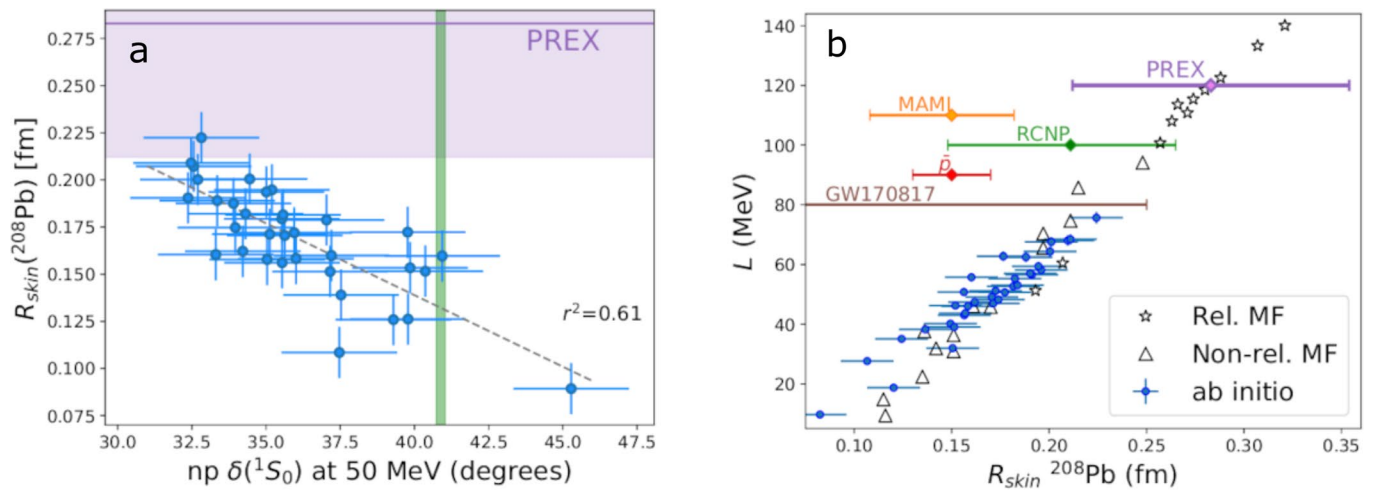 a
PREX
r²=0.61
R_skin(²⁰⁸Pb) [fm]
0.275
0.250
0.225
0.200
0.175
0.150
0.125
0.100
0.075
30.0 32.5 35.0 37.5 40.0 42.5 45.0 47.5
np δ(¹S₀) at 50 MeV (degrees)
b
PREX
MAMI
RCNP
p̄
GW170817
L (MeV)
140
120
100
80
60
40
20
Rel. MF
Non-rel. MF
ab initio
0.10 0.15 0.20 0.25 0.30 0.35
R_skin ²⁰⁸Pb (fm)